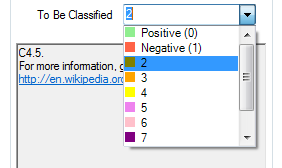 To Be Classified 2
Positive (0)
Negative (1)
2
3
4
5
6
7
C4.5.
For more information, g
http://en.wikipedia.or